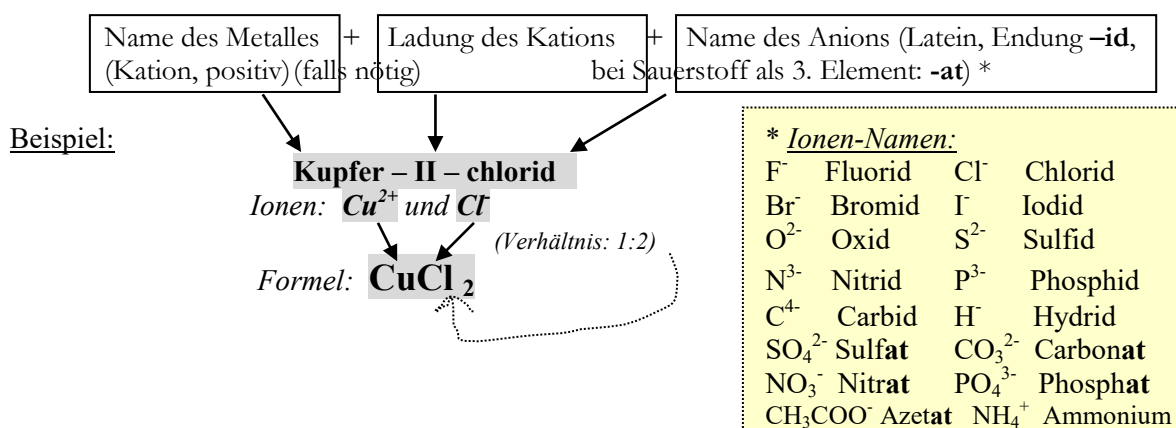 Name des Metalles + Ladung des Kations + Name des Anions (Latein, Endung –id,
(Kation, positiv) (falls nötig) bei Sauerstoff als 3. Element: -at) *
Beispiel:
Kupfer – II – chlorid
Ionen: Cu²⁺ und Cl⁻
(Verhältnis: 1:2)
Formel: CuCl ₂
* Ionen-Namen:
F⁻ Fluorid Cl⁻ Chlorid
Br⁻ Bromid I⁻ Iodid
O²⁻ Oxid S²⁻ Sulfid
N³⁻ Nitrid P³⁻ Phosphid
C⁴⁻ Carbid H⁻ Hydrid
SO₄²⁻ Sulfat CO₃²⁻ Carbonat
NO₃⁻ Nitrat PO₄³⁻ Phosphat
CH₃COO⁻ Azetat NH₄⁺ Ammonium